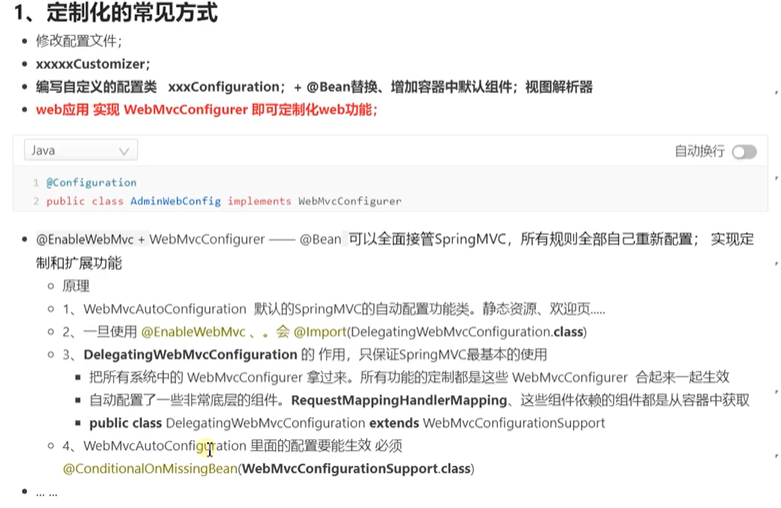 1、定制化的常见方式
修改配置文件；
xxxxxCustomizer；
编写自定义的配置类 xxxConfiguration；+ @Bean替换、增加容器中默认组件；视图解析器
web应用 实现 WebMvcConfigurer 即可定制化web功能；
Java
自动换行
1 @Configuration
2 public class AdminWebConfig implements WebMvcConfigurer
@EnableWebMvc + WebMvcConfigurer —— @Bean 可以全面接管SpringMVC，所有规则全部自己重新配置； 实现定
制和扩展功能
原理
1、WebMvcAutoConfiguration 默认的SpringMVC的自动配置功能类。静态资源、欢迎页.....
2、一旦使用 @EnableWebMvc 、。会 @Import(DelegatingWebMvcConfiguration.class)
3、DelegatingWebMvcConfiguration 的 作用，只保证SpringMVC最基本的使用
把所有系统中的 WebMvcConfigurer 拿过来。所有功能的定制都是这些 WebMvcConfigurer 合起来一起生效
自动配置了一些非常底层的组件。RequestMappingHandlerMapping、这些组件依赖的组件都是从容器中获取
public class DelegatingWebMvcConfiguration extends WebMvcConfigurationSupport
4、WebMvcAutoConfiguration 里面的配置要能生效 必须
@ConditionalOnMissingBean(WebMvcConfigurationSupport.class)
... ...